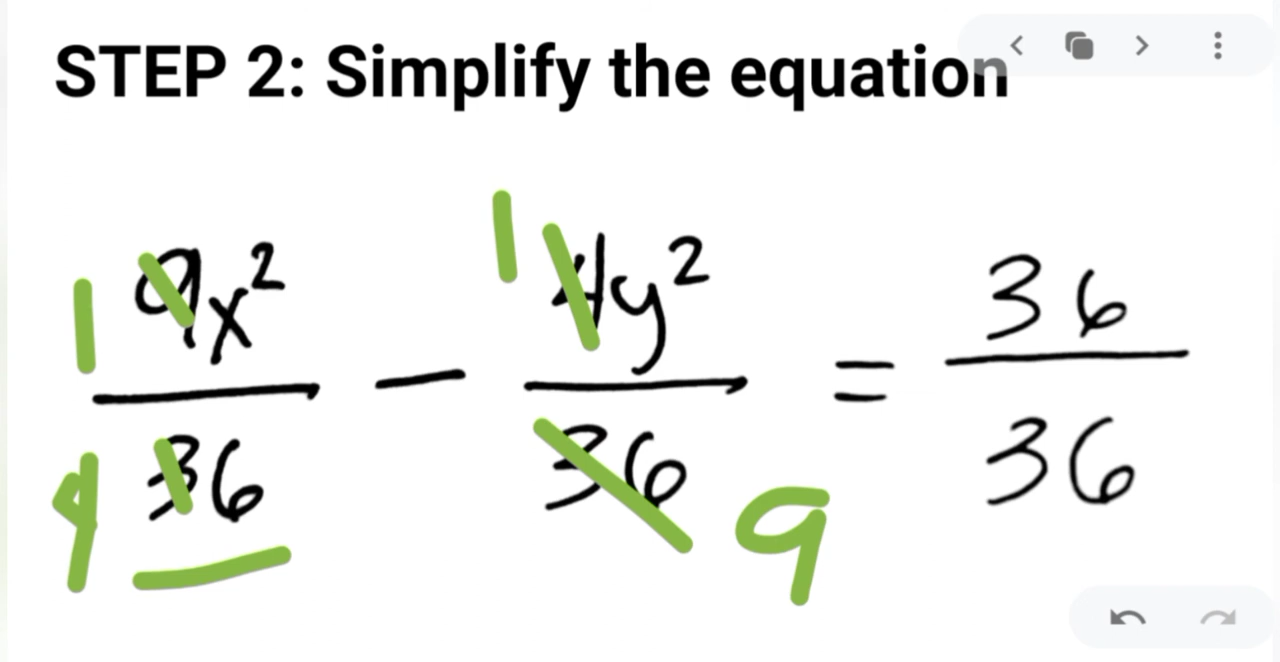 STEP 2: Simplify the equation
1 9x² / 36 4 - 1 4y² / 36 9 = 36 / 36